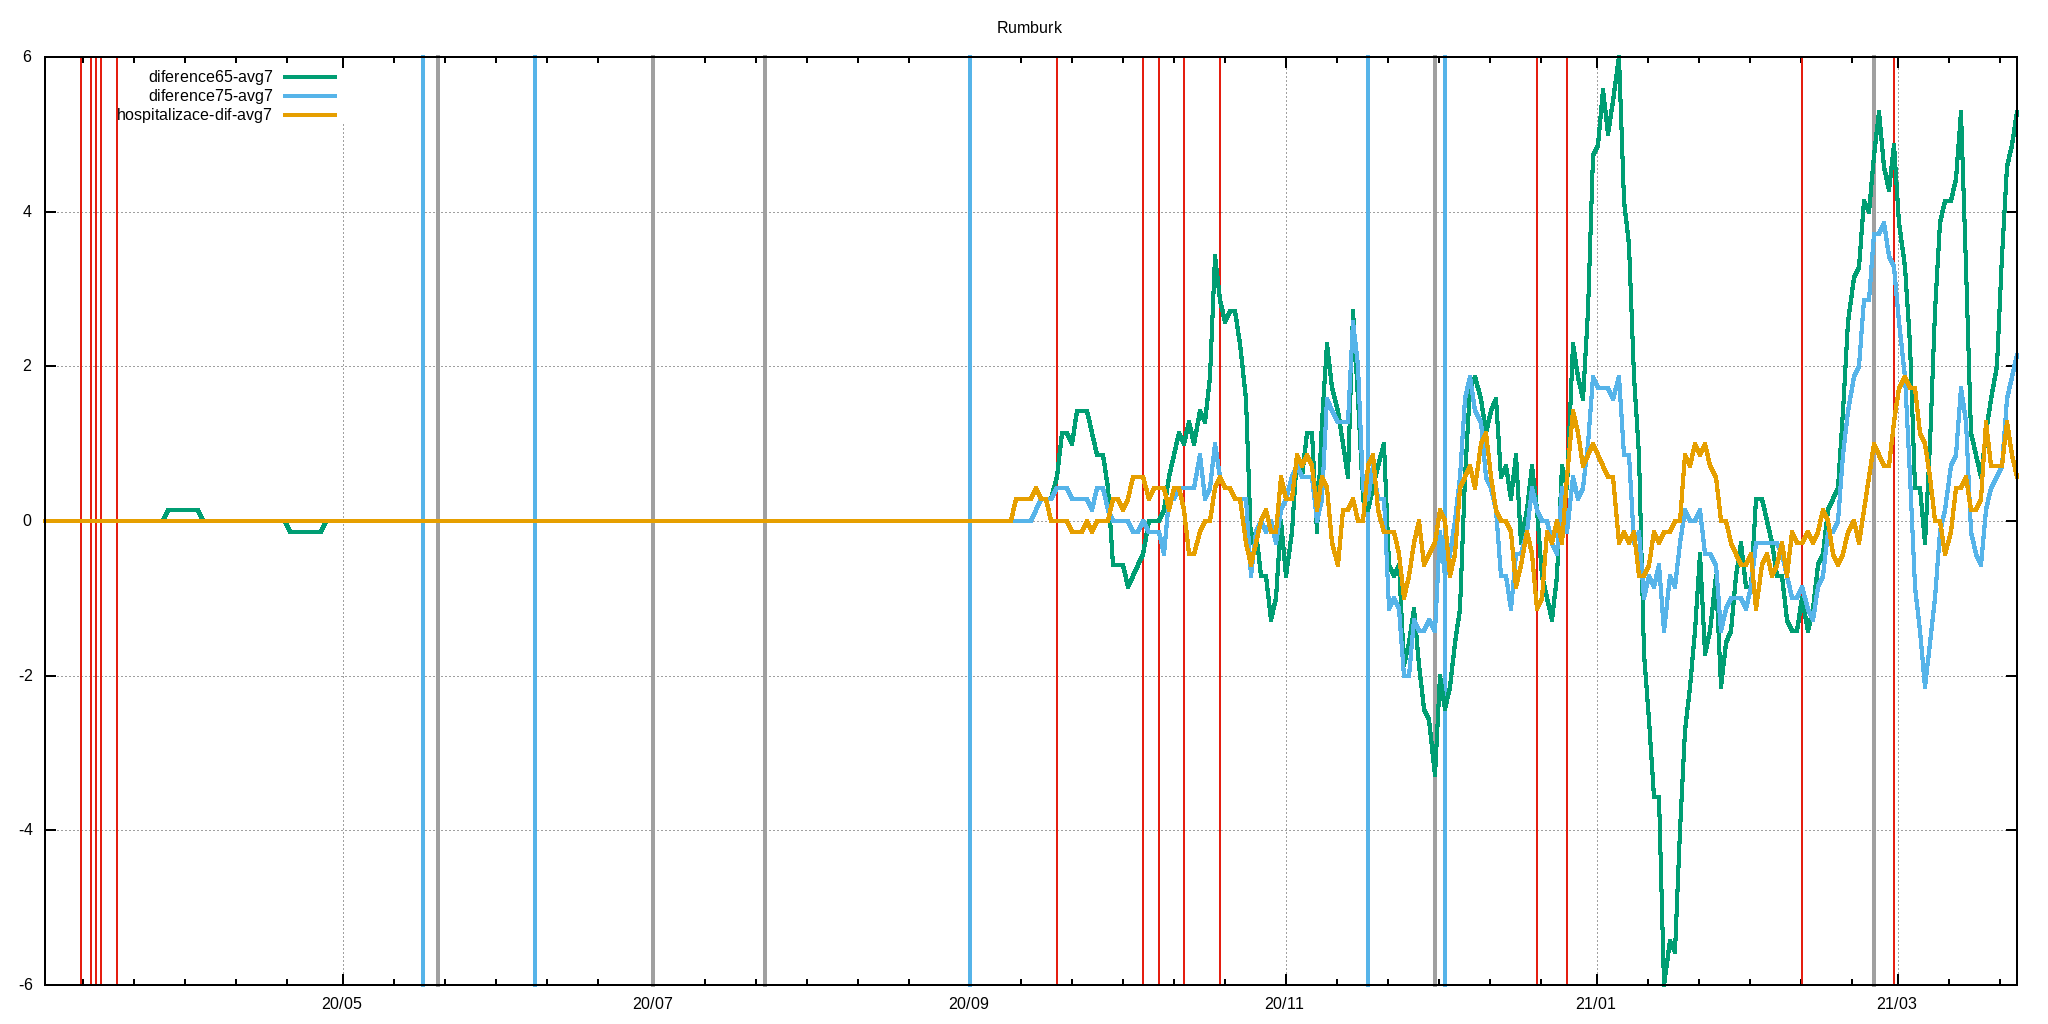 Rumburk
6
diference65-avg7
diference75-avg7
hospitalizace-dif-avg7
4
2
0
-2
-4
-6
20/05 20/07 20/09 20/11 21/01 21/03